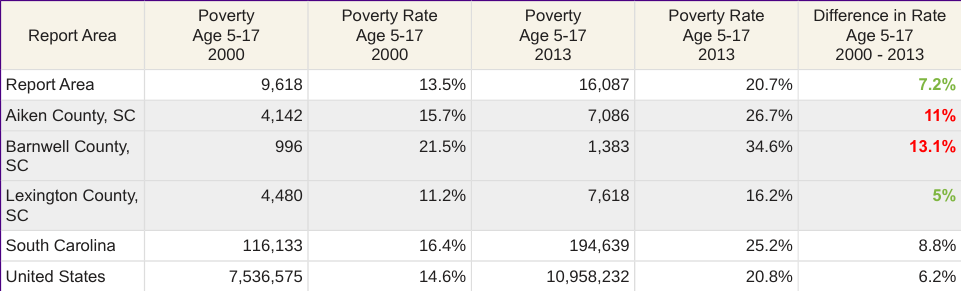 Report Area Poverty Age 5-17 2000 Poverty Rate Age 5-17 2000 Poverty Age 5-17 2013 Poverty Rate Age 5-17 2013 Difference in Rate Age 5-17 2000 - 2013
Report Area 9,618 13.5% 16,087 20.7% 7.2%
Aiken County, SC 4,142 15.7% 7,086 26.7% 11%
Barnwell County, SC 996 21.5% 1,383 34.6% 13.1%
Lexington County, SC 4,480 11.2% 7,618 16.2% 5%
South Carolina 116,133 16.4% 194,639 25.2% 8.8%
United States 7,536,575 14.6% 10,958,232 20.8% 6.2%